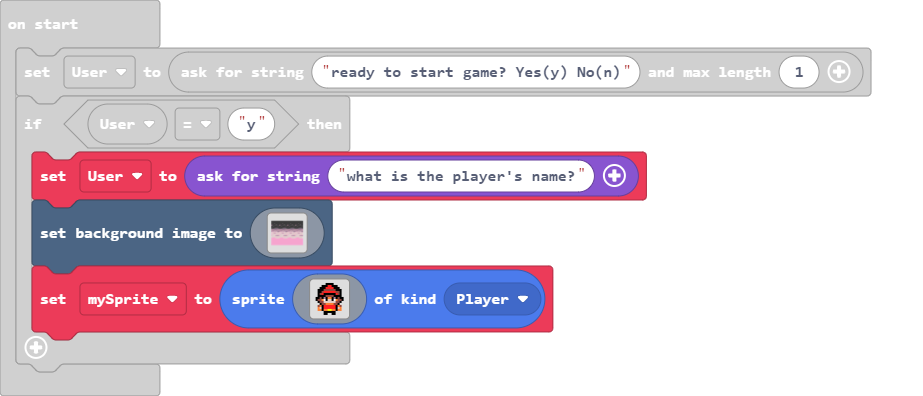 on start
set User to ask for string "ready to start game? Yes(y) No(n)" and max length 1
if User = "y" then
set User to ask for string "what is the player's name?"
set background image to
set mySprite to sprite of kind Player